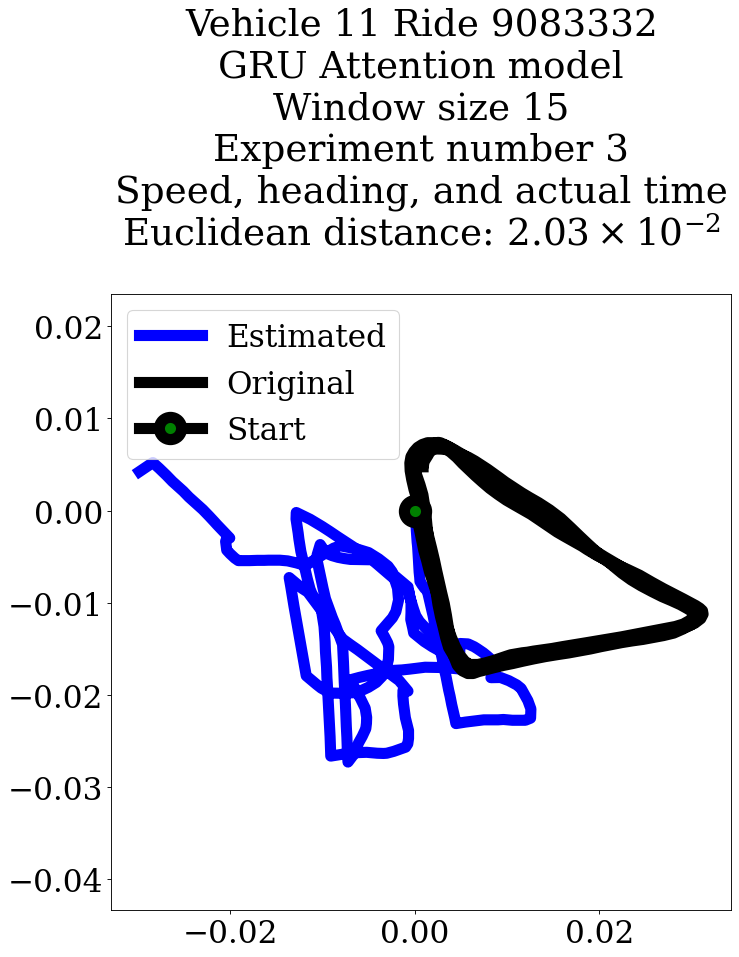 Vehicle 11 Ride 9083332
GRU Attention model
Window size 15
Experiment number 3
Speed, heading, and actual time
Euclidean distance: 2.03 × 10⁻²
Estimated
Original
Start
0.02
0.01
0.00
−0.01
−0.02
−0.03
−0.04
−0.02
0.00
0.02